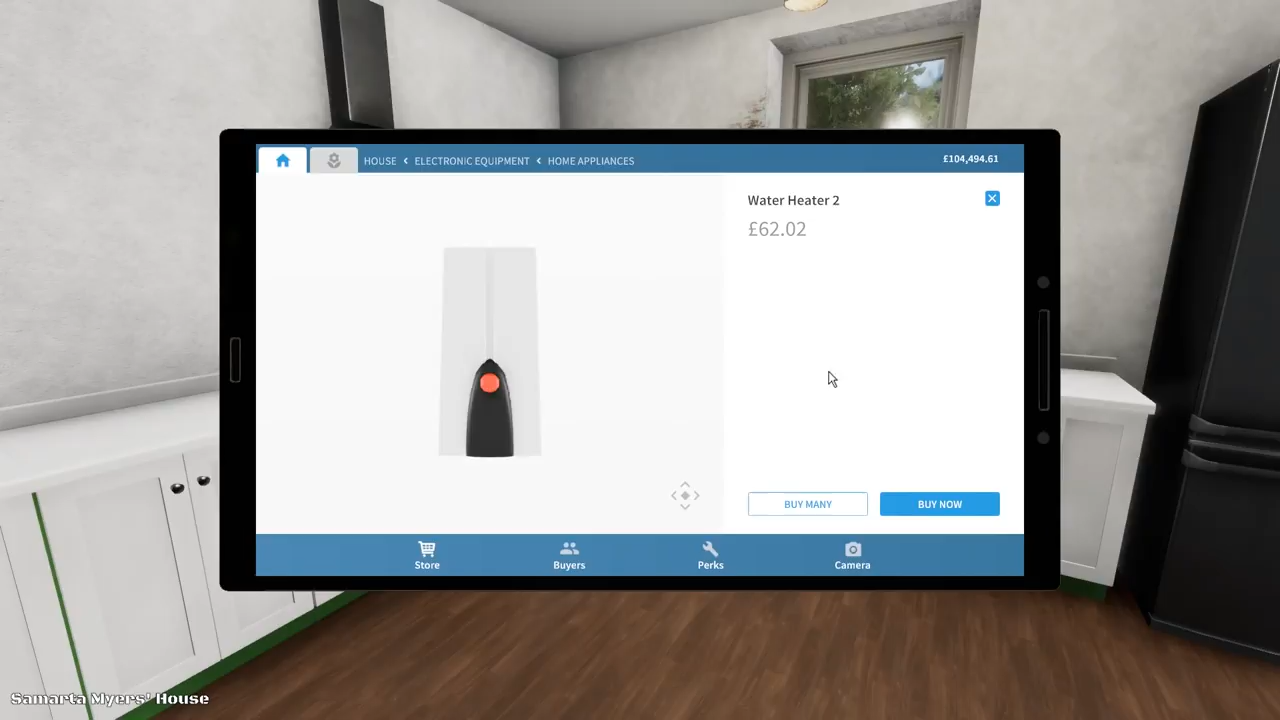 HOUSE < ELECTRONIC EQUIPMENT < HOME APPLIANCES
£104,494.61
Water Heater 2
£62.02
BUY MANY
BUY NOW
Store
Buyers
Perks
Camera
Samarta Myers' House